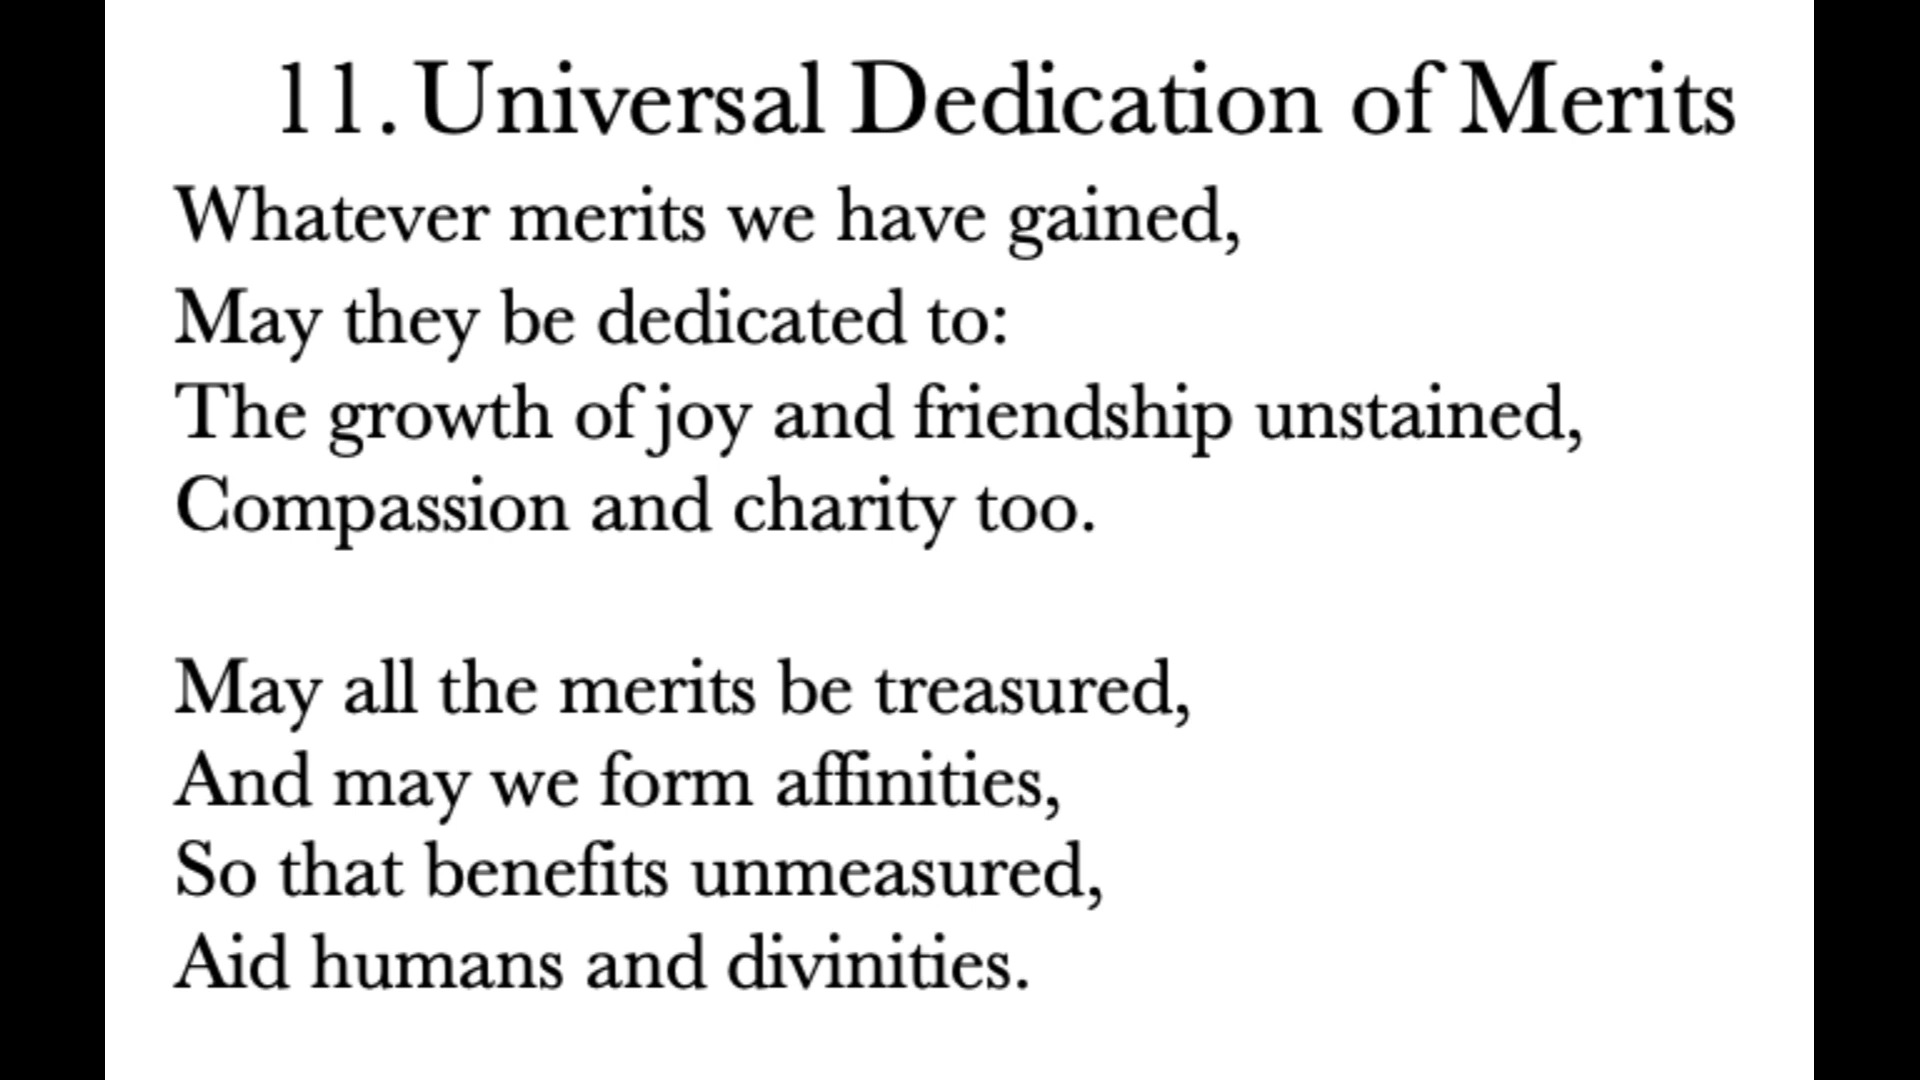 11. Universal Dedication of Merits
Whatever merits we have gained,
May they be dedicated to:
The growth of joy and friendship unstained,
Compassion and charity too.
May all the merits be treasured,
And may we form affinities,
So that benefits unmeasured,
Aid humans and divinities.